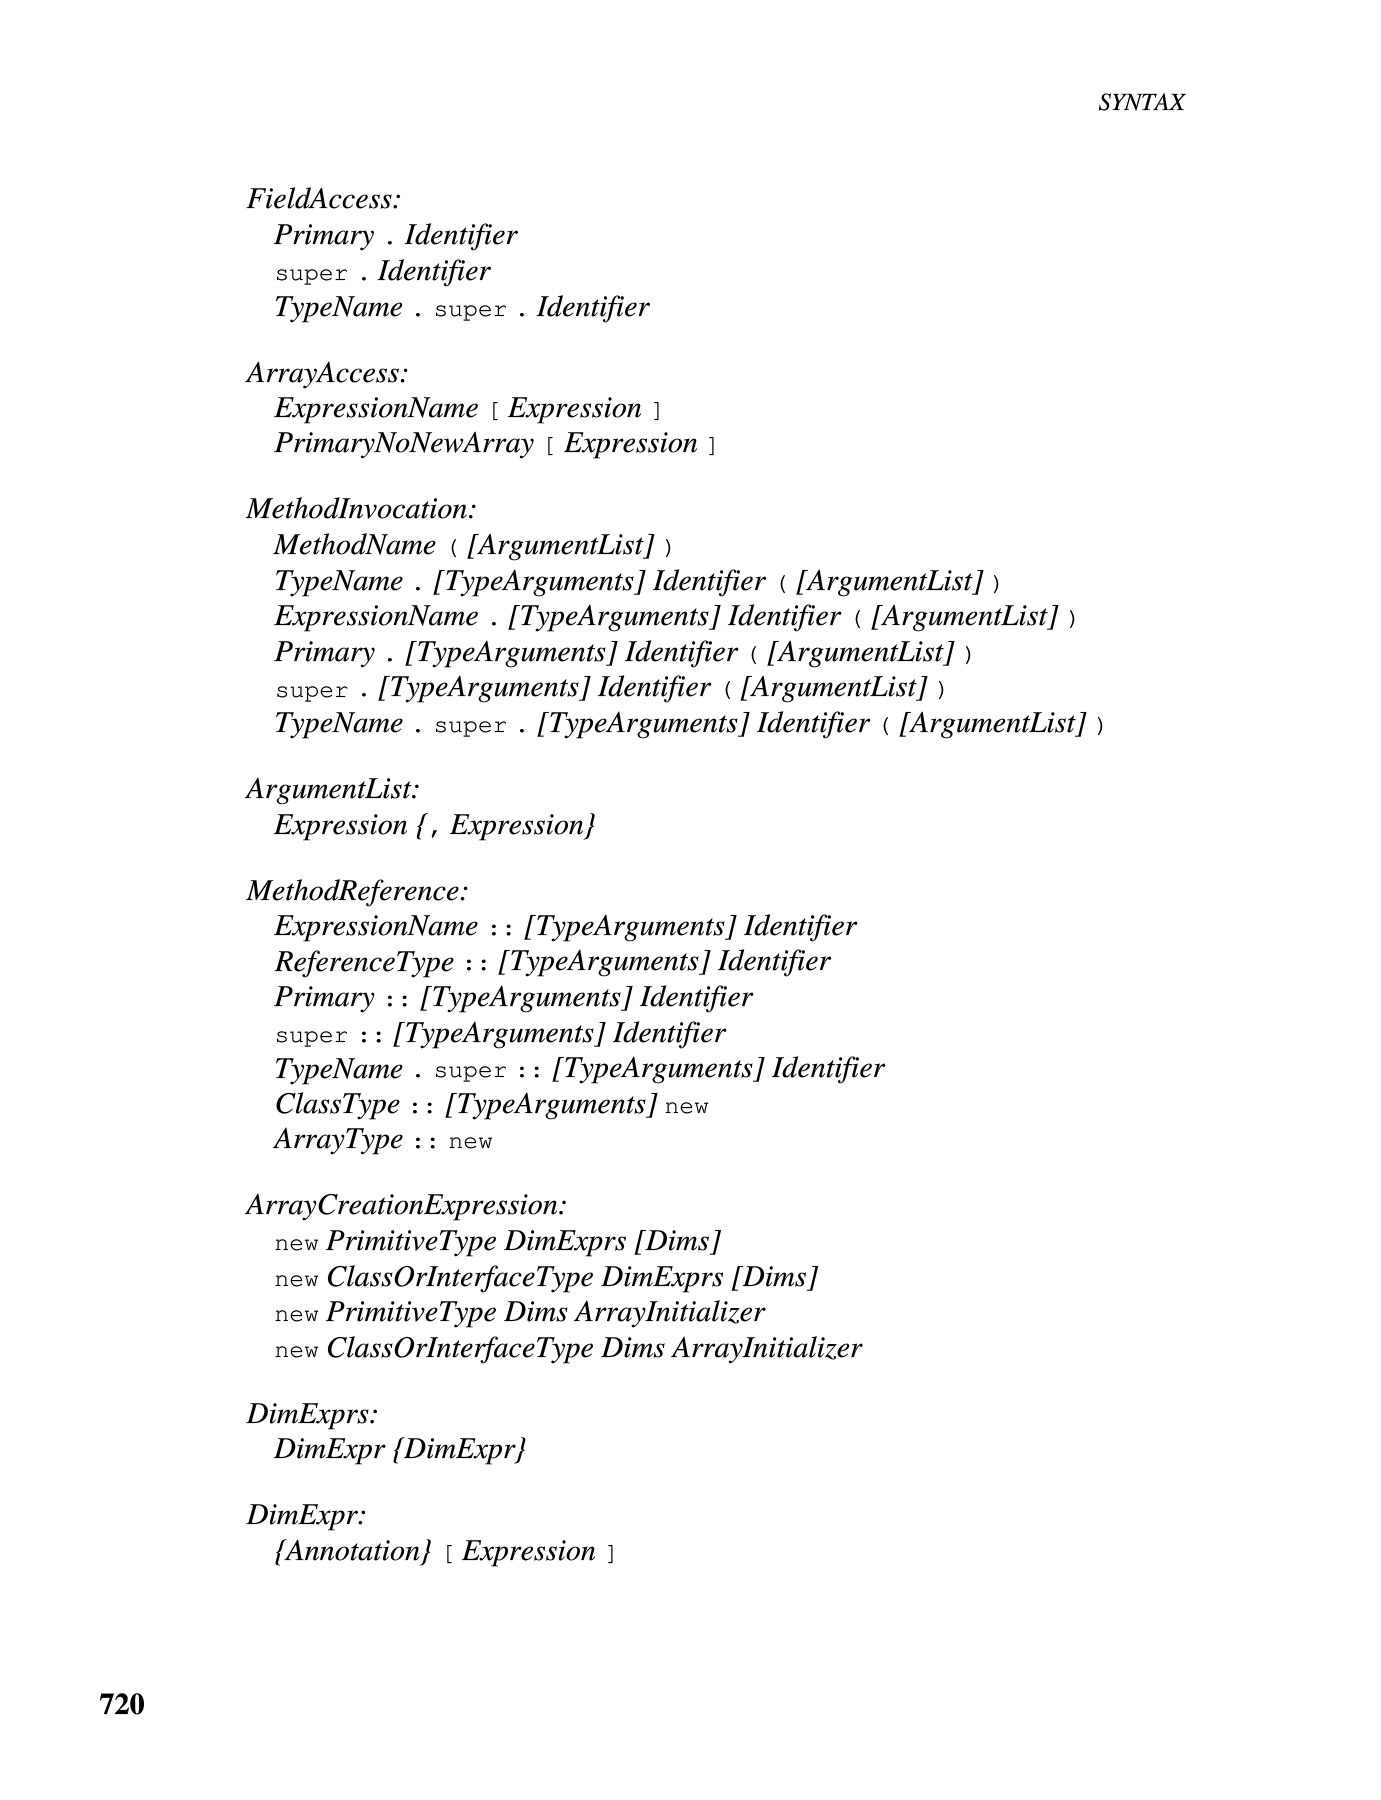 SYNTAX
FieldAccess:
Primary . Identifier
super . Identifier
TypeName . super . Identifier
ArrayAccess:
ExpressionName [ Expression ]
PrimaryNoNewArray [ Expression ]
MethodInvocation:
MethodName ( [ArgumentList] )
TypeName . [TypeArguments] Identifier ( [ArgumentList] )
ExpressionName . [TypeArguments] Identifier ( [ArgumentList] )
Primary . [TypeArguments] Identifier ( [ArgumentList] )
super . [TypeArguments] Identifier ( [ArgumentList] )
TypeName . super . [TypeArguments] Identifier ( [ArgumentList] )
ArgumentList:
Expression { , Expression}
MethodReference:
ExpressionName :: [TypeArguments] Identifier
ReferenceType :: [TypeArguments] Identifier
Primary :: [TypeArguments] Identifier
super :: [TypeArguments] Identifier
TypeName . super :: [TypeArguments] Identifier
ClassType :: [TypeArguments] new
ArrayType :: new
ArrayCreationExpression:
new PrimitiveType DimExprs [Dims]
new ClassOrInterfaceType DimExprs [Dims]
new PrimitiveType Dims ArrayInitializer
new ClassOrInterfaceType Dims ArrayInitializer
DimExprs:
DimExpr {DimExpr}
DimExpr:
{Annotation} [ Expression ]
720